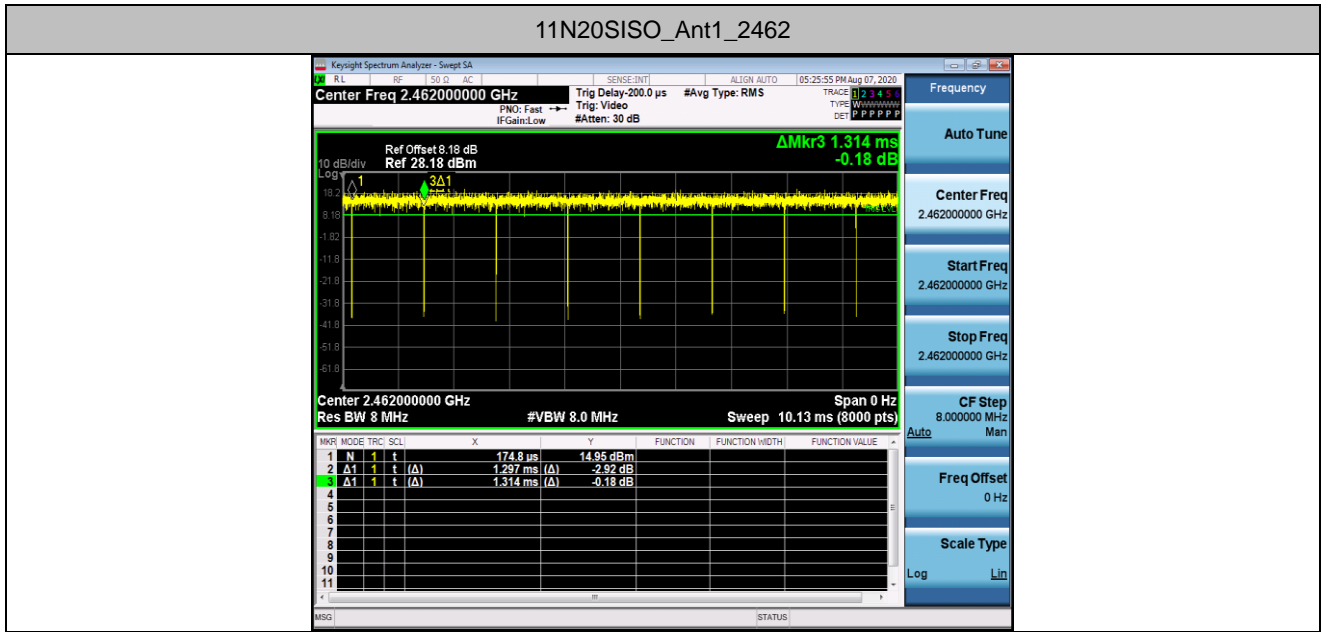 11N20SISO_Ant1_2462
Keysight Spectrum Analyzer - Swept SA
RL RF 50 Ω AC SENSE:INT ALIGN AUTO 05:25:55 PM Aug 07, 2020
Center Freq 2.462000000 GHz Trig Delay-200.0 µs #Avg Type: RMS TRACE 1 2 3 4 5 6
PNO: Fast Trig: Video TYPE W
IFGain:Low #Atten: 30 dB DET P P P P P P
Frequency
Auto Tune
Center Freq
2.462000000 GHz
Start Freq
2.462000000 GHz
Stop Freq
2.462000000 GHz
CF Step
8.000000 MHz
Auto Man
Freq Offset
0 Hz
Scale Type
Log Lin
ΔMkr3 1.314 ms
-0.18 dB
Ref Offset 8.18 dB
10 dB/div Ref 28.18 dBm
Log
1 3Δ1
18.2
8.18
-1.82
-11.8
-21.8
-31.8
-41.8
-51.8
-61.8
Center 2.462000000 GHz Span 0 Hz
Res BW 8 MHz #VBW 8.0 MHz Sweep 10.13 ms (8000 pts)
MKR MODE TRC SCL X Y FUNCTION FUNCTION WIDTH FUNCTION VALUE
1 N 1 t 174.8 µs 14.95 dBm
2 Δ1 1 t (Δ) 1.297 ms (Δ) -2.92 dB
3 Δ1 1 t (Δ) 1.314 ms (Δ) -0.18 dB
4
5
6
7
8
9
10
11
MSG STATUS